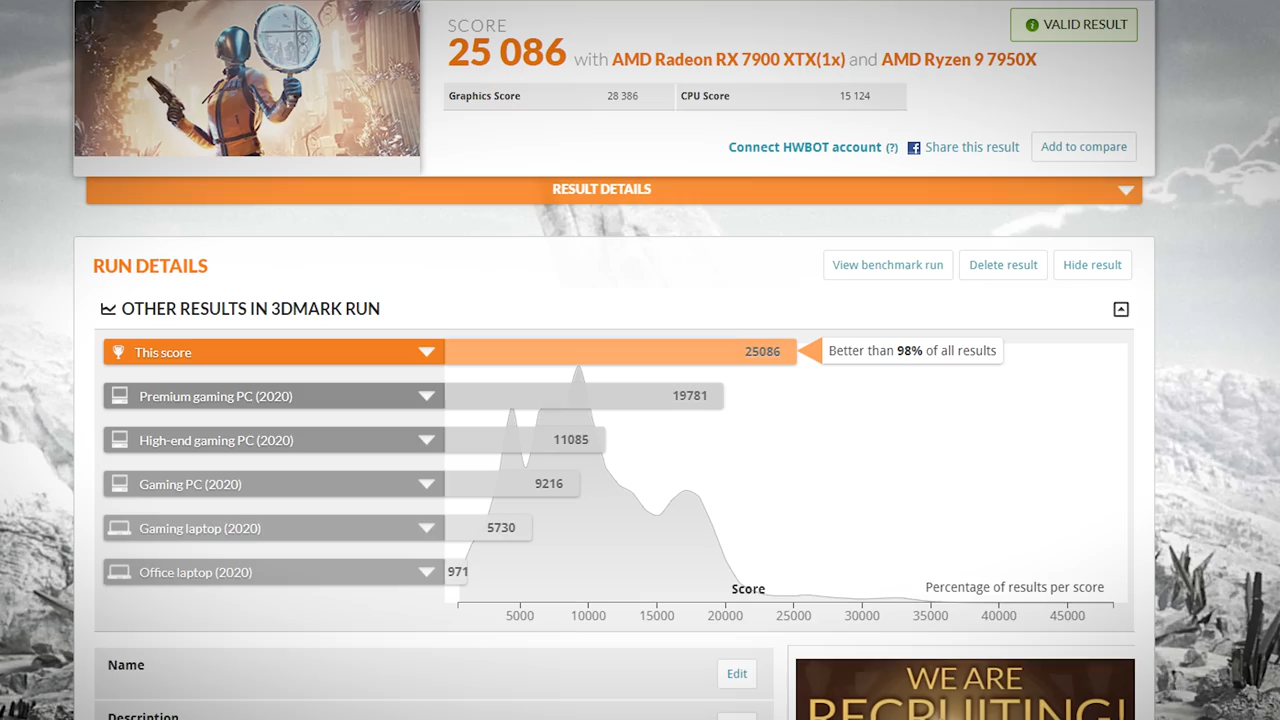 SCORE
VALID RESULT
25 086 with AMD Radeon RX 7900 XTX(1x) and AMD Ryzen 9 7950X
Graphics Score 28 386 CPU Score 15 124
Connect HWBOT account (?) Share this result Add to compare
RESULT DETAILS
RUN DETAILS
View benchmark run Delete result Hide result
OTHER RESULTS IN 3DMARK RUN
This score 25086 Better than 98% of all results
Premium gaming PC (2020) 19781
High-end gaming PC (2020) 11085
Gaming PC (2020) 9216
Gaming laptop (2020) 5730
Office laptop (2020) 971
Score Percentage of results per score
5000 10000 15000 20000 25000 30000 35000 40000 45000
Name Edit
Description
WE ARE
RECRUITING!